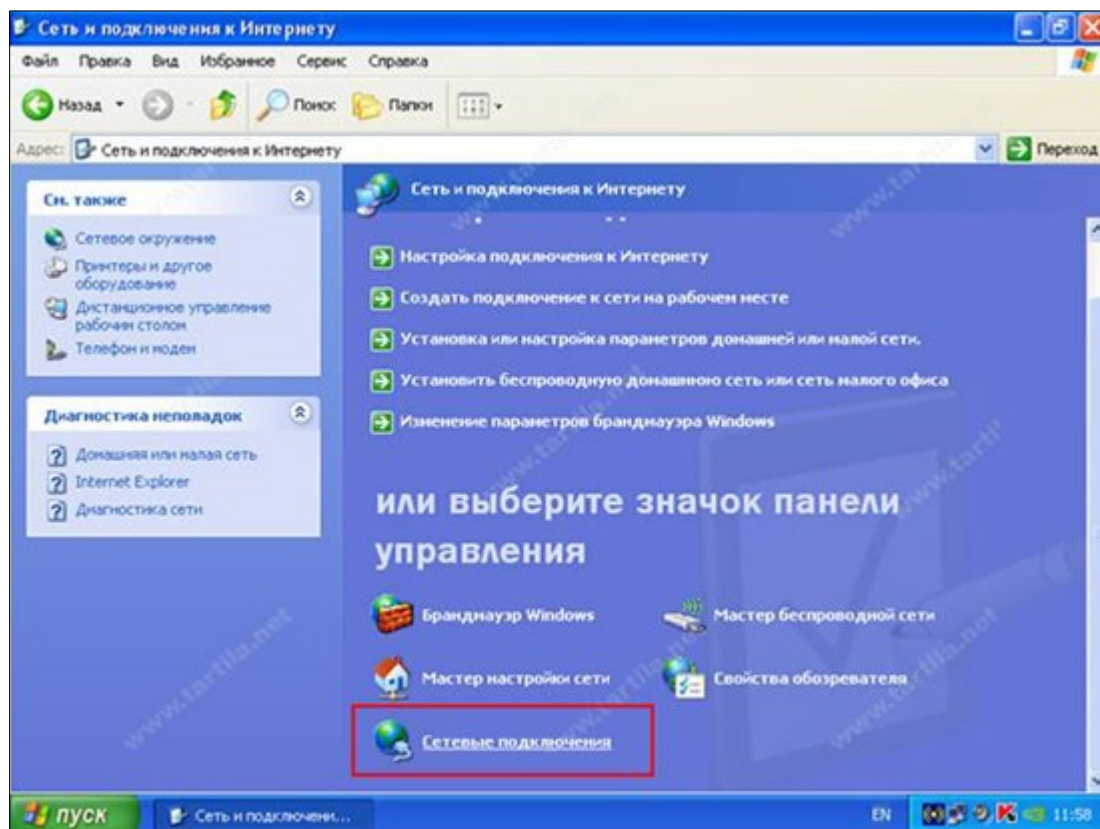 Сеть и подключения к Интернету
Файл Правка Вид Избранное Сервис Справка
Назад Поиск Папки
Адрес: Сеть и подключения к Интернету Переход
См. также
Сетевое окружение
Принтеры и другое
оборудование
Дистанционное управление
рабочим столом
Телефон и модем
Диагностика неполадок
Домашняя или малая сеть
Internet Explorer
Диагностика сети
Сеть и подключения к Интернету
Настройка подключения к Интернету
Создать подключение к сети на рабочем месте
Установка или настройка параметров домашней или малой сети.
Установить беспроводную домашнюю сеть или сеть малого офиса
Изменение параметров брандмауэра Windows
или выберите значок панели
управления
Брандмауэр Windows
Мастер беспроводной сети
Мастер настройки сети
Свойства обозревателя
Сетевые подключения
www.tartila.net
пуск
Сеть и подключени...
EN
11:58